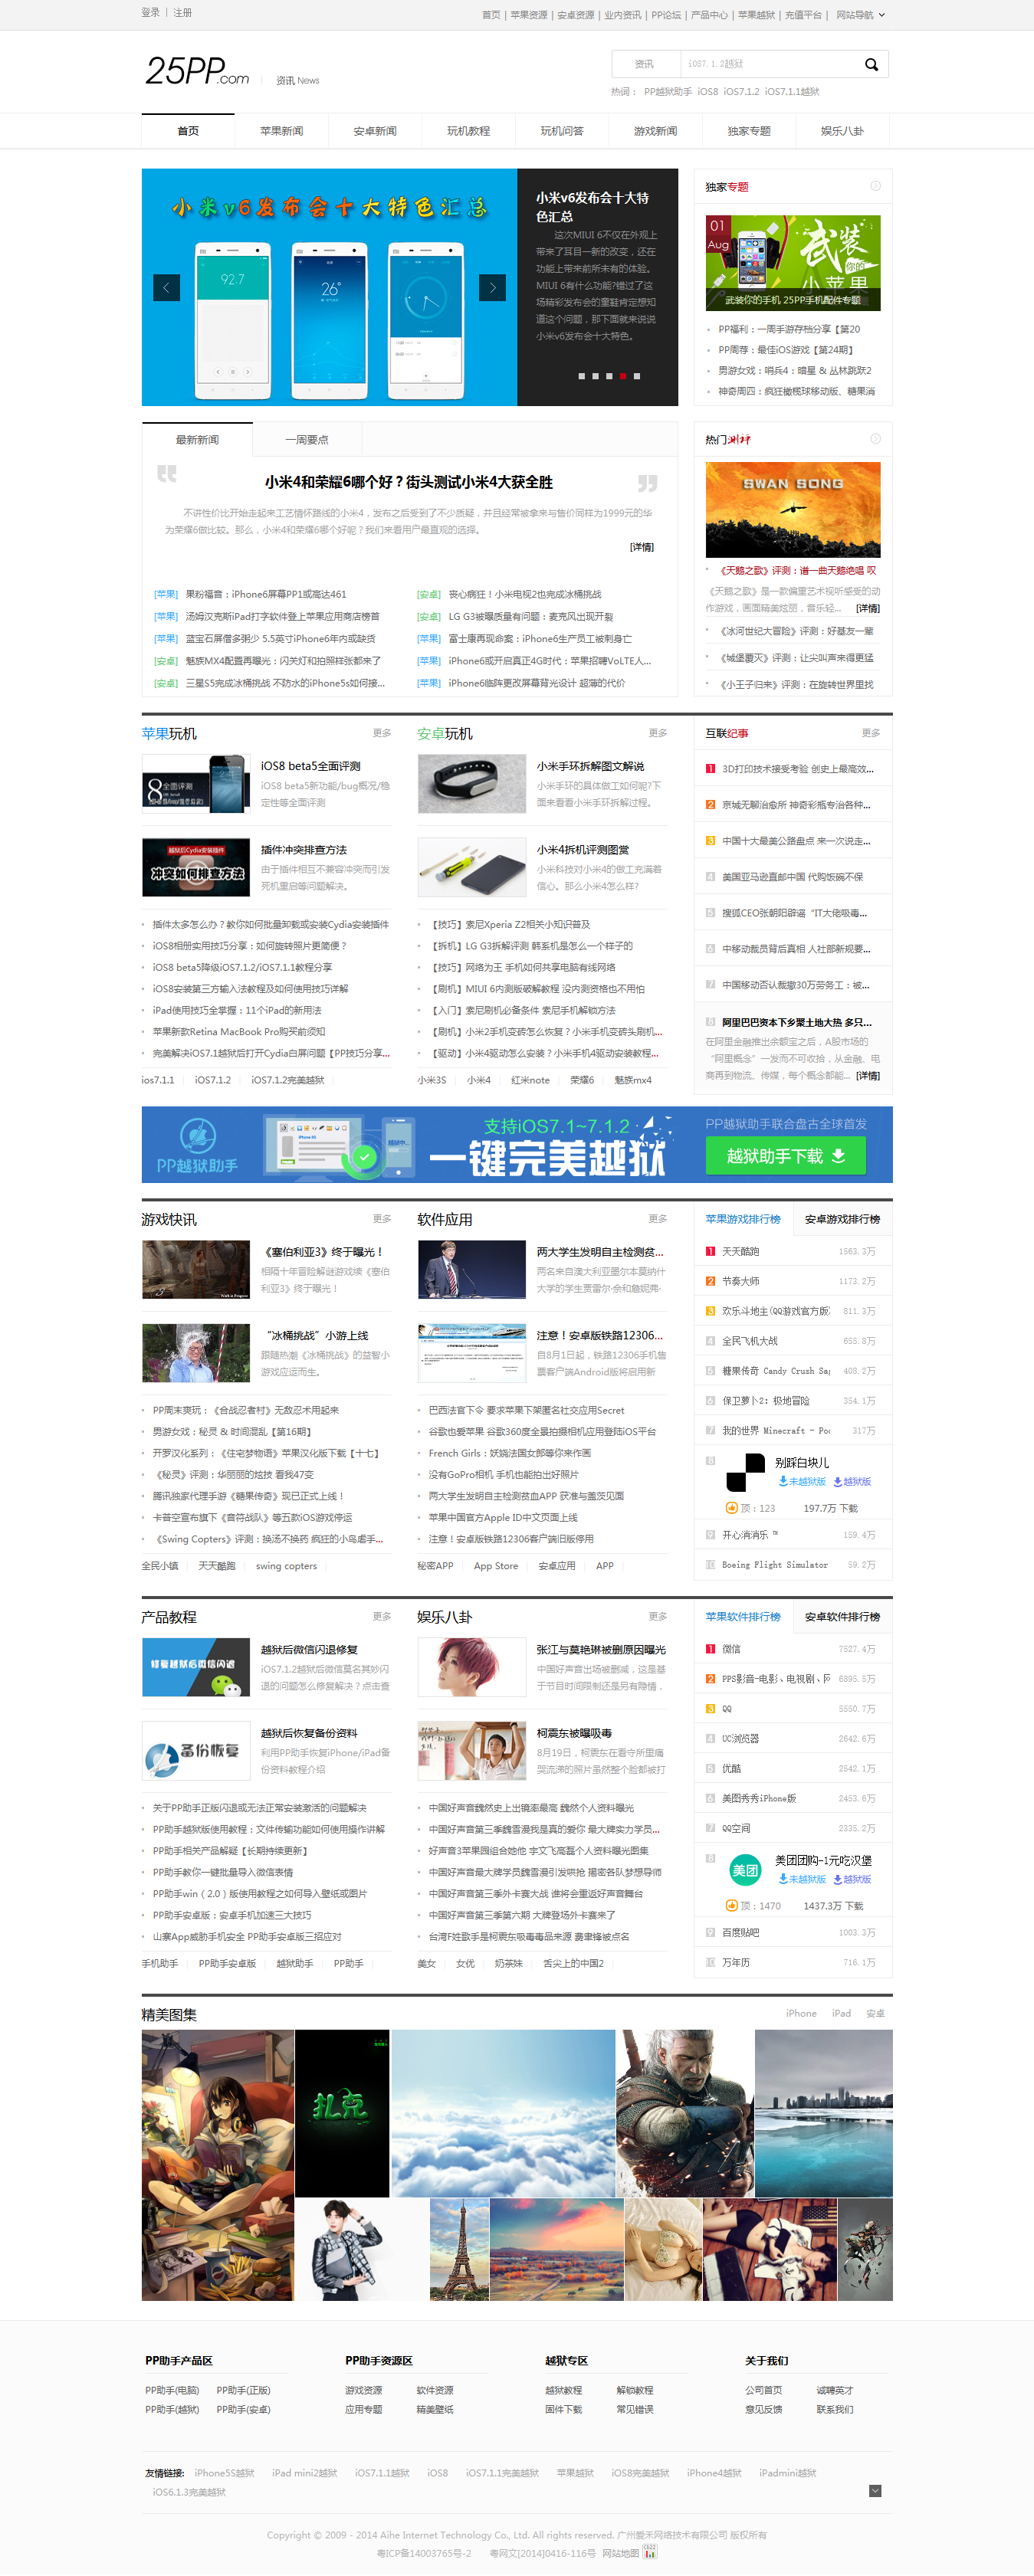 登录 | 注册
首页 | 苹果资源 | 安卓资源 | 业内资讯 | PP论坛 | 产品中心 | 苹果越狱 | 充值平台 | 网站导航
25PP.com 资讯 News
资讯 iOS7.1.2越狱
热词： PP越狱助手 iOS8 iOS7.1.2 iOS7.1.1越狱
首页 苹果新闻 安卓新闻 玩机教程 玩机问答 游戏新闻 独家专题 娱乐八卦
小米v6发布会十大特色汇总
小米v6发布会十大特
色汇总
这次MIUI 6不仅在外观上
带来了耳目一新的改变，还在
功能上带来前所未有的体验。
MIUI 6有什么功能?错过了这
场精彩发布会的童鞋肯定想知
道这个问题，那下面就来说说
小米v6发布会十大特色。
独家专题
01
Aug
武装你的
小苹果
武装你的手机 25PP手机配件专题
PP福利：一周手游存档分享【第20
PP周荐：最佳iOS游戏【第24期】
男游女戏：哨兵4：暗星 & 丛林跳跃2
神奇周四：疯狂橄榄球移动版、糖果消
最新新闻 一周要点
小米4和荣耀6哪个好？街头测试小米4大获全胜
不讲性价比开始走起来工艺情怀路线的小米4，发布之后受到了不少质疑，并且经常被拿来与售价同样为1999元的华
为荣耀6做比较。那么，小米4和荣耀6哪个好呢？我们来看用户最直观的选择。
[详情]
[苹果] 果粉福音：iPhone6屏幕PP1或高达461
[苹果] 汤姆汉克斯iPad打字软件登上苹果应用商店榜首
[苹果] 蓝宝石屏僧多粥少 5.5英寸iPhone6年内或缺货
[安卓] 魅族MX4配置再曝光：闪关灯和拍照样张都来了
[安卓] 三星S5完成冰桶挑战 不防水的iPhone5s如何接...
[安卓] 丧心病狂！小米电视2也完成冰桶挑战
[安卓] LG G3被曝质量有问题：麦克风出现开裂
[苹果] 富士康再现命案：iPhone6生产员工被刺身亡
[苹果] iPhone6或开启真正4G时代：苹果招聘VoLTE人...
[苹果] iPhone6临阵更改屏幕背光设计 超薄的代价
热门测评
SWAN SONG
《天鹅之歌》评测：谱一曲天鹅绝唱 叹
《天鹅之歌》是一款偏重艺术视听感受的动
作游戏，画面精美炫丽，音乐轻... [详情]
《冰河世纪大冒险》评测：好基友一辈
《城堡覆灭》评测：让尖叫声来得更猛
《小王子归来》评测：在旋转世界里找
苹果玩机 更多
iOS8 beta5全面评测
iOS8 beta5新功能/bug概况/稳
定性等全面评测
插件冲突排查方法
由于插件相互不兼容冲突而引发
死机重启等问题解决。
插件太多怎么办？教你如何批量卸载或安装Cydia安装插件
iOS8相册实用技巧分享：如何旋转照片更简便？
iOS8 beta5降级iOS7.1.2/iOS7.1.1教程分享
iOS8安装第三方输入法教程及如何使用技巧详解
iPad使用技巧全掌握：11个iPad的新用法
苹果新款Retina MacBook Pro购买前须知
完美解决iOS7.1越狱后打开Cydia白屏问题【PP技巧分享...
ios7.1.1 iOS7.1.2 iOS7.1.2完美越狱
安卓玩机 更多
小米手环拆解图文解说
小米手环的具体做工如何呢?下
面来看看小米手环拆解过程。
小米4拆机评测图赏
小米科技对小米4的做工充满着
信心。那么小米4怎么样?
【技巧】索尼Xperia Z2相关小知识普及
【拆机】LG G3拆解评测 韩系机是怎么一个样子的
【技巧】网络为王 手机如何共享电脑有线网络
【刷机】MIUI 6内测版破解教程 没内测资格也不用怕
【入门】索尼刷机必备条件 索尼手机解锁方法
【刷机】小米2手机变砖怎么恢复？小米手机变砖头刷机...
【驱动】小米4驱动怎么安装？小米手机4驱动安装教程...
小米3S 小米4 红米note 荣耀6 魅族mx4
互联纪事 更多
1 3D打印技术接受考验 创史上最高效...
2 京城无聊治愈所 神奇彩瓶专治各种...
3 中国十大最美公路盘点 来一次说走...
4 美国亚马逊直邮中国 代购饭碗不保
5 搜狐CEO张朝阳辟谣“IT大佬吸毒...
6 中移动裁员背后真相 人社部新规要...
7 中国移动否认裁撤30万劳务工：被...
8 阿里巴巴资本下乡聚土地大热 多只...
在阿里金融推出余额宝之后，A股市场的
“阿里概念”一发而不可收拾，从金融、电
商再到物流、传媒，每个概念都能... [详情]
PP越狱助手
支持iOS7.1~7.1.2
一键完美越狱
PP越狱助手联合盘古全球首发
越狱助手下载
游戏快讯 更多
《塞伯利亚3》终于曝光！
相隔十年冒险解谜游戏续《塞伯
利亚3》终于曝光！
“冰桶挑战”小游上线
跟随热潮《冰桶挑战》的益智小
游戏应运而生。
PP周末爽玩：《合战忍者村》无敌忍术用起来
男游女戏：秘灵 & 时间混乱【第16期】
开罗汉化系列：《住宅梦物语》苹果汉化版下载【十七】
《秘灵》评测：华丽丽的炫技 看我47变
腾讯独家代理手游《糖果传奇》现已正式上线！
卡普空宣布旗下《音符战队》等五款iOS游戏停运
《Swing Copters》评测：换汤不换药 疯狂的小鸟虐手...
全民小镇 天天酷跑 swing copters
软件应用 更多
两大学生发明自主检测贫...
两名来自澳大利亚墨尔本莫纳什
大学的学生贾雷尔·余和詹妮弗·
注意！安卓版铁路12306...
自8月1日起，铁路12306手机售
票客户端Android版将启用新
巴西法官下令 要求苹果下架匿名社交应用Secret
谷歌也爱苹果 谷歌360度全景拍摄相机应用登陆iOS平台
French Girls：妖娆法国女郎等你来作画
没有GoPro相机 手机也能拍出好照片
两大学生发明自主检测贫血APP 获准与盖茨见面
苹果中国官方Apple ID中文页面上线
注意！安卓版铁路12306客户端旧版停用
秘密APP App Store 安卓应用 APP
苹果游戏排行榜 安卓游戏排行榜
1 天天酷跑 1563.3万
2 节奏大师 1173.2万
3 欢乐斗地主(QQ游戏官方版) 811.3万
4 全民飞机大战 655.8万
5 糖果传奇 Candy Crush Sag 408.2万
6 保卫萝卜2: 极地冒险 354.1万
7 我的世界 Minecraft – Poc 317万
8 别踩白块儿
未越狱版 越狱版
顶：123 197.7万 下载
9 开心消消乐 ™ 159.4万
10 Boeing Flight Simulator 59.2万
产品教程 更多
修复越狱后微信闪退
越狱后微信闪退修复
iOS7.1.2越狱后微信莫名其妙闪
退的问题怎么修复解决？点击查
备份恢复
越狱后恢复备份资料
利用PP助手恢复iPhone/iPad备
份资料教程介绍
关于PP助手正版闪退或无法正常安装激活的问题解决
PP助手越狱版使用教程：文件传输功能如何使用操作讲解
PP助手相关产品解疑【长期持续更新】
PP助手教你一键批量导入微信表情
PP助手win（2.0）版使用教程之如何导入壁纸或图片
PP助手安卓版：安卓手机加速三大技巧
山寨App威胁手机安全 PP助手安卓版三招应对
手机助手 PP助手安卓版 越狱助手 PP助手
娱乐八卦 更多
张江与莫艳琳被删原因曝光
中国好声音出场被删减，这是基
于节目时间限制还是另有隐情，
柯震东被曝吸毒
8月19日，柯震东在看守所里痛
哭流涕的照片虽然整个脸都被打
中国好声音魏然史上出镜率最高 魏然个人资料曝光
中国好声音第三季魏雪漫我是真的爱你 最大牌实力学员...
好声音3苹果园组合她他 宇文飞高磊个人资料曝光图集
中国好声音最大牌学员魏雪漫引发哄抢 揭密各队梦想导师
中国好声音第三季外卡赛大战 谁将会重返好声音舞台
中国好声音第三季第六期 大牌登场外卡赛来了
台湾F姓歌手是柯震东吸毒毒品来源 费聿锋被点名
美女 女优 奶茶妹 舌尖上的中国2
苹果软件排行榜 安卓软件排行榜
1 微信 7527.4万
2 PPS影音-电影、电视剧、网 6895.5万
3 QQ 5550.7万
4 UC浏览器 2642.6万
5 优酷 2542.1万
6 美图秀秀iPhone版 2453.6万
7 QQ空间 2335.2万
8 美团 美团团购-1元吃汉堡
未越狱版 越狱版
顶：1470 1437.3万 下载
9 百度贴吧 1003.3万
10 万年历 716.1万
精美图集 iPhone iPad 安卓
扎克
PP助手产品区 PP助手资源区 越狱专区 关于我们
PP助手(电脑) PP助手(正版) 游戏资源 软件资源 越狱教程 解锁教程 公司首页 诚聘英才
PP助手(越狱) PP助手(安卓) 应用专题 精美壁纸 固件下载 常见错误 意见反馈 联系我们
友情链接: iPhone5S越狱 iPad mini2越狱 iOS7.1.1越狱 iOS8 iOS7.1.1完美越狱 苹果越狱 iOS8完美越狱 iPhone4越狱 iPadmini越狱
iOS6.1.3完美越狱
Copyright © 2009 - 2014 Aihe Internet Technology Co., Ltd. All rights reserved. 广州爱禾网络技术有限公司 版权所有
粤ICP备14003765号-2 粤网文[2014]0416-116号 网站地图